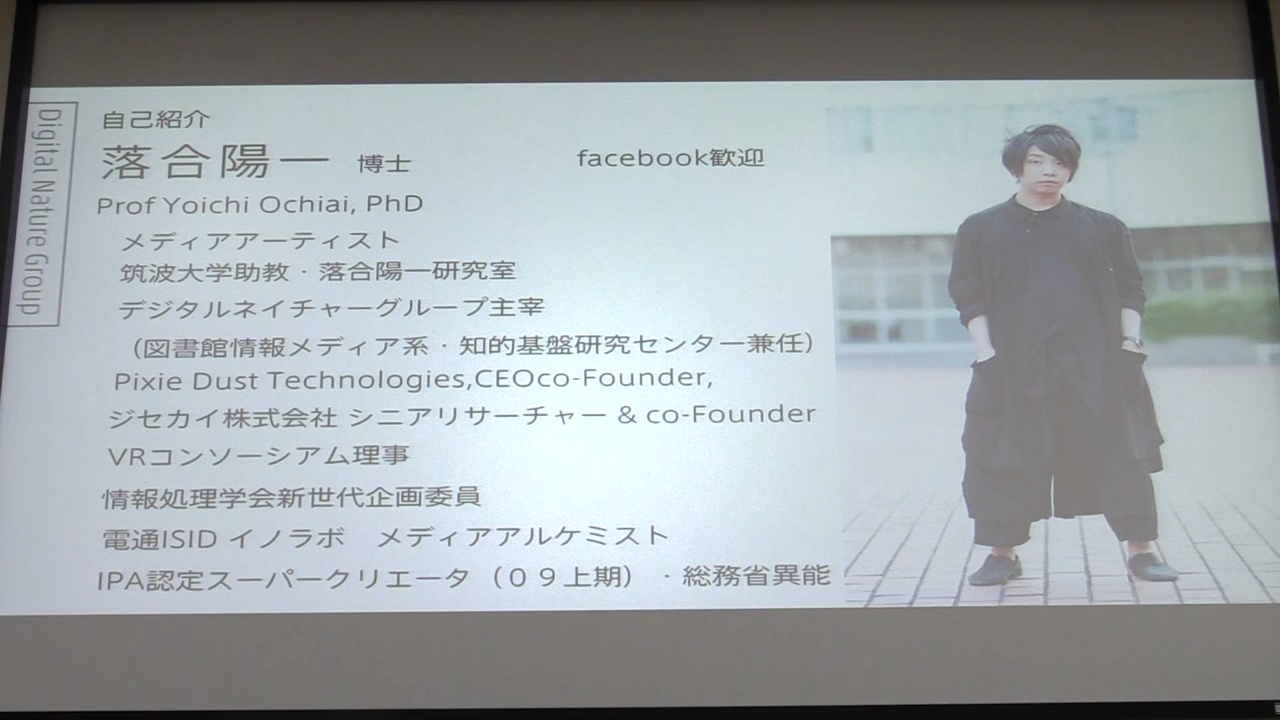 Digital Nature Group
自己紹介
落合陽一 博士
facebook歓迎
Prof Yoichi Ochiai, PhD
メディアアーティスト
筑波大学助教・落合陽一研究室
デジタルネイチャーグループ主宰
（図書館情報メディア系・知的基盤研究センター兼任）
Pixie Dust Technologies,CEOco-Founder,
ジセカイ株式会社 シニアリサーチャー & co-Founder
VRコンソーシアム理事
情報処理学会新世代企画委員
電通ISID イノラボ　メディアアルケミスト
IPA認定スーパークリエータ（０９上期）・総務省異能